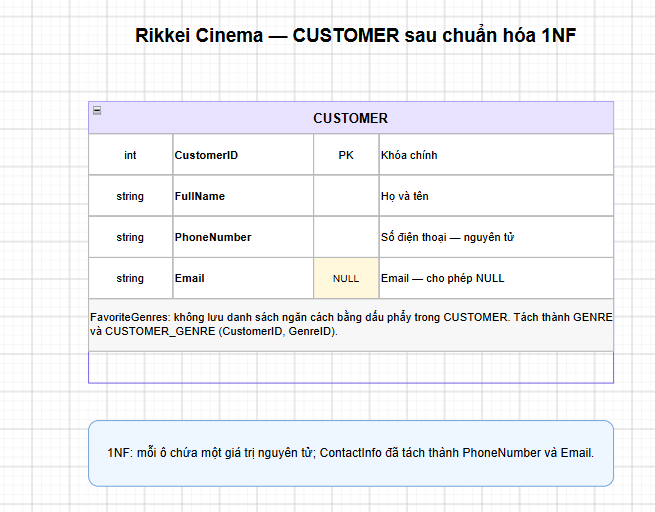 Rikkei Cinema — CUSTOMER sau chuẩn hóa 1NF
CUSTOMER
int CustomerID PK Khóa chính
string FullName Họ và tên
string PhoneNumber Số điện thoại — nguyên tử
string Email NULL Email — cho phép NULL
FavoriteGenres: không lưu danh sách ngăn cách bằng dấu phẩy trong CUSTOMER. Tách thành GENRE
và CUSTOMER_GENRE (CustomerID, GenreID).
1NF: mỗi ô chứa một giá trị nguyên tử; ContactInfo đã tách thành PhoneNumber và Email.